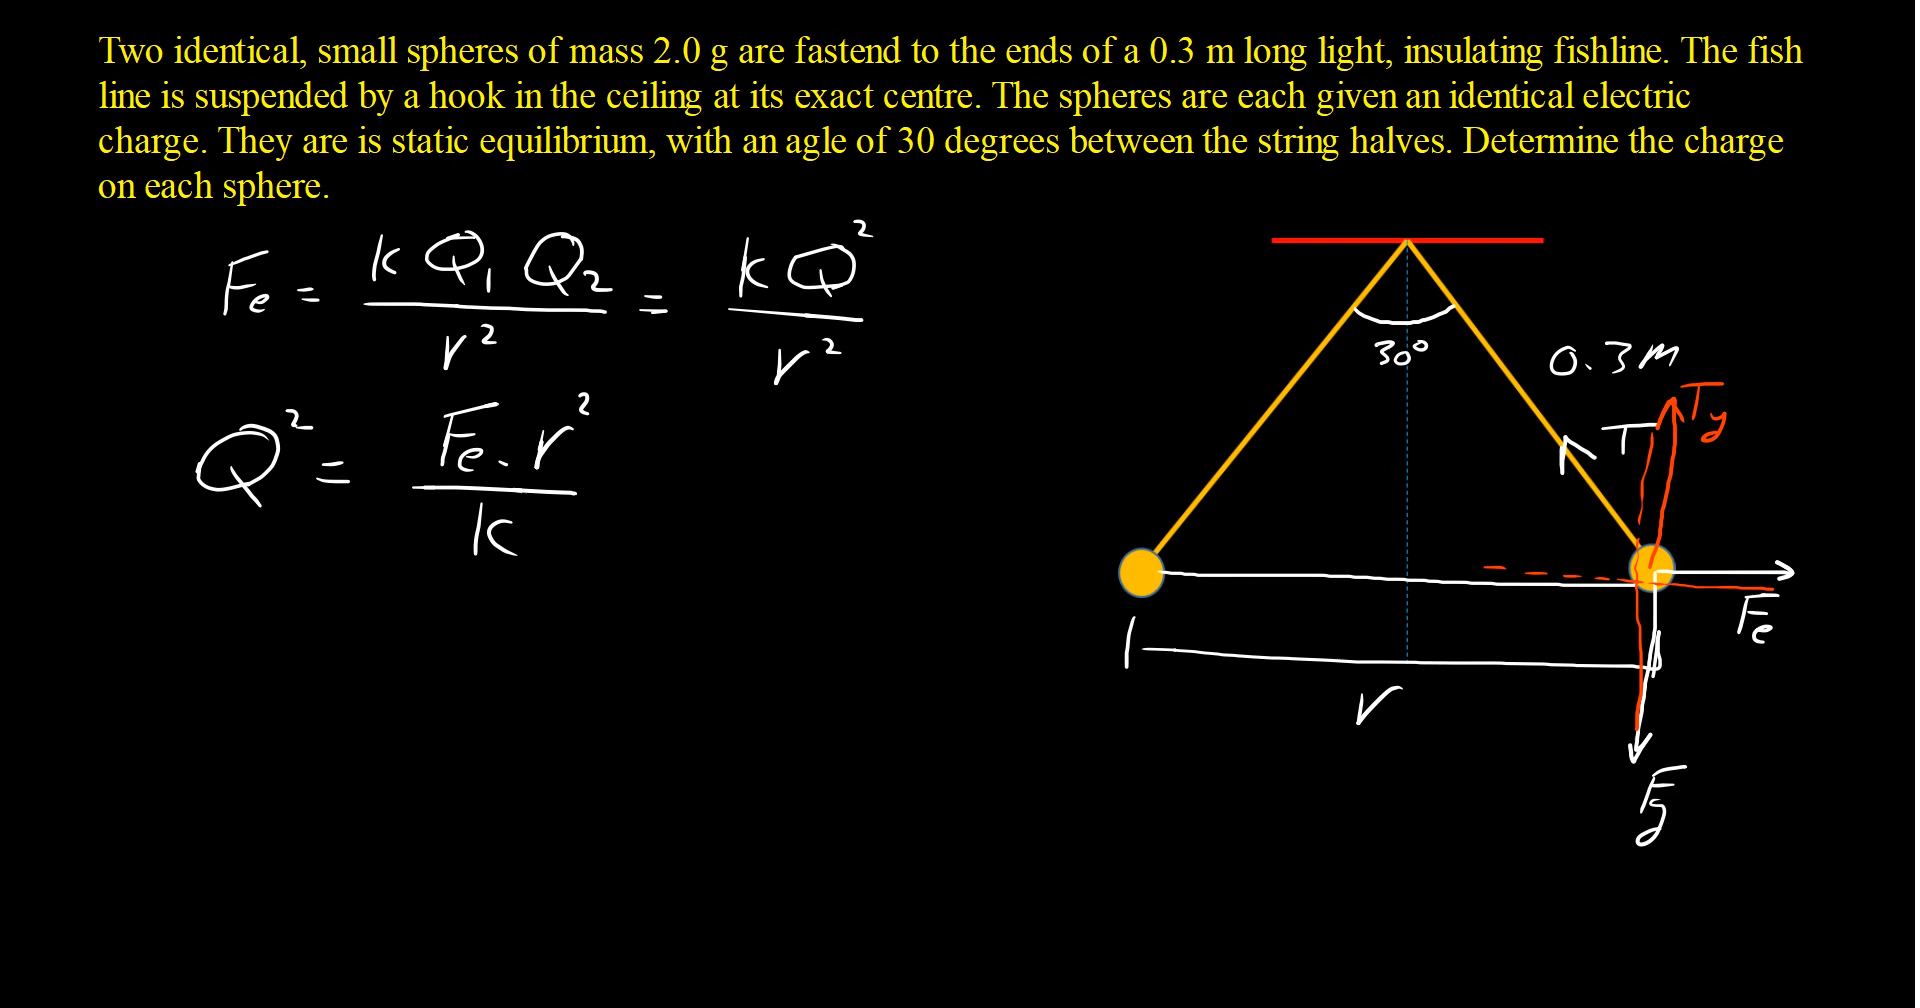 Two identical, small spheres of mass 2.0 g are fastend to the ends of a 0.3 m long light, insulating fishline. The fish
line is suspended by a hook in the ceiling at its exact centre. The spheres are each given an identical electric
charge. They are is static equilibrium, with an agle of 30 degrees between the string halves. Determine the charge
on each sphere.
Fe = kQ₁Q₂/r² = kQ²/r²
Q² = Fe·r²/k
30°
0.3m
T
Ty
Fe
r
Fg